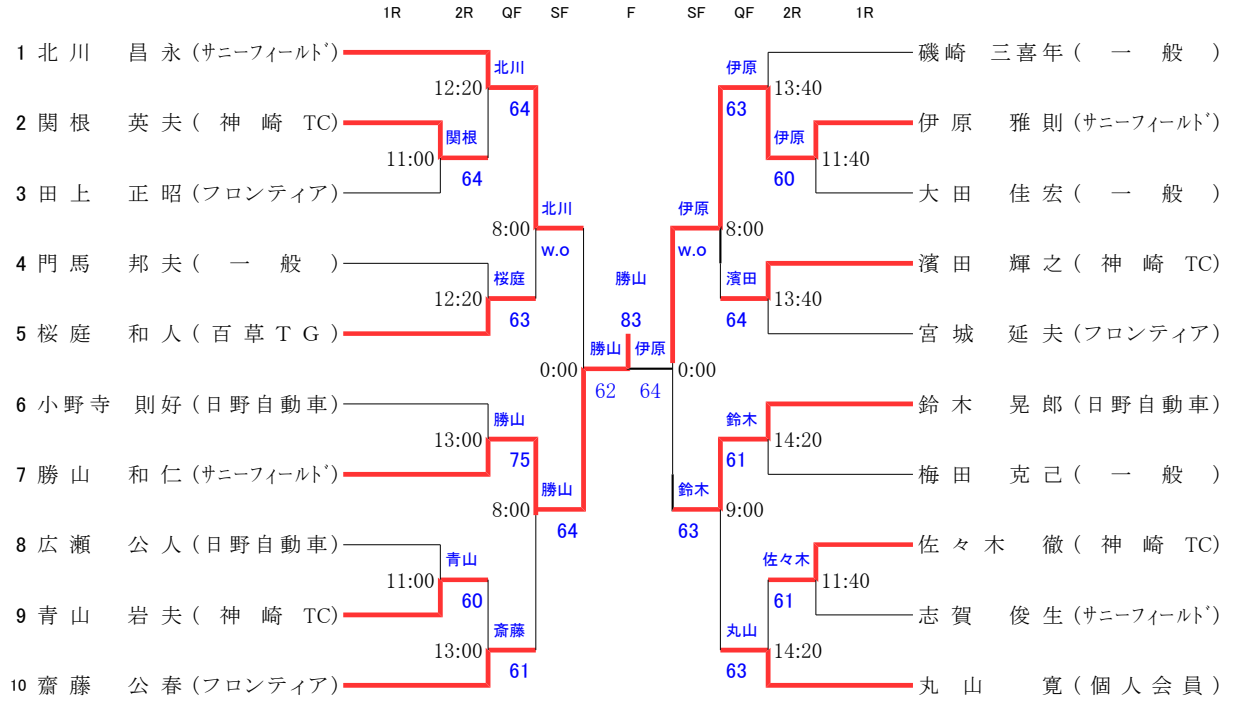 1R 2R QF SF F SF QF 2R 1R
1 北川 昌永 (サニーフィールド) 磯崎 三喜年 ( 一般 )
北川 伊原
12:20 13:40
64 63
2 関根 英夫 ( 神崎 TC) 伊原 雅則 (サニーフィールド)
関根 伊原
11:00 11:40
64 60
3 田上 正昭 (フロンティア) 大田 佳宏 ( 一般 )
北川 伊原
8:00 8:00
w.o w.o
4 門馬 邦夫 ( 一般 ) 濱田 輝之 ( 神崎 TC)
桜庭 勝山 濱田
12:20 13:40
63 83 64
5 桜庭 和人 (百草TG) 宮城 延夫 (フロンティア)
勝山 伊原
0:00 0:00
62 64
6 小野寺 則好 (日野自動車) 鈴木 晃郎 (日野自動車)
勝山 鈴木
13:00 14:20
75 61
7 勝山 和仁 (サニーフィールド) 梅田 克己 ( 一般 )
勝山 鈴木
8:00 9:00
64 63
8 広瀬 公人 (日野自動車) 佐々木 徹 ( 神崎 TC)
青山 佐々木
11:00 11:40
60 61
9 青山 岩夫 ( 神崎 TC) 志賀 俊生 (サニーフィールド)
斎藤 丸山
13:00 14:20
61 63
10 齋藤 公春 (フロンティア) 丸山 寛 (個人会員)